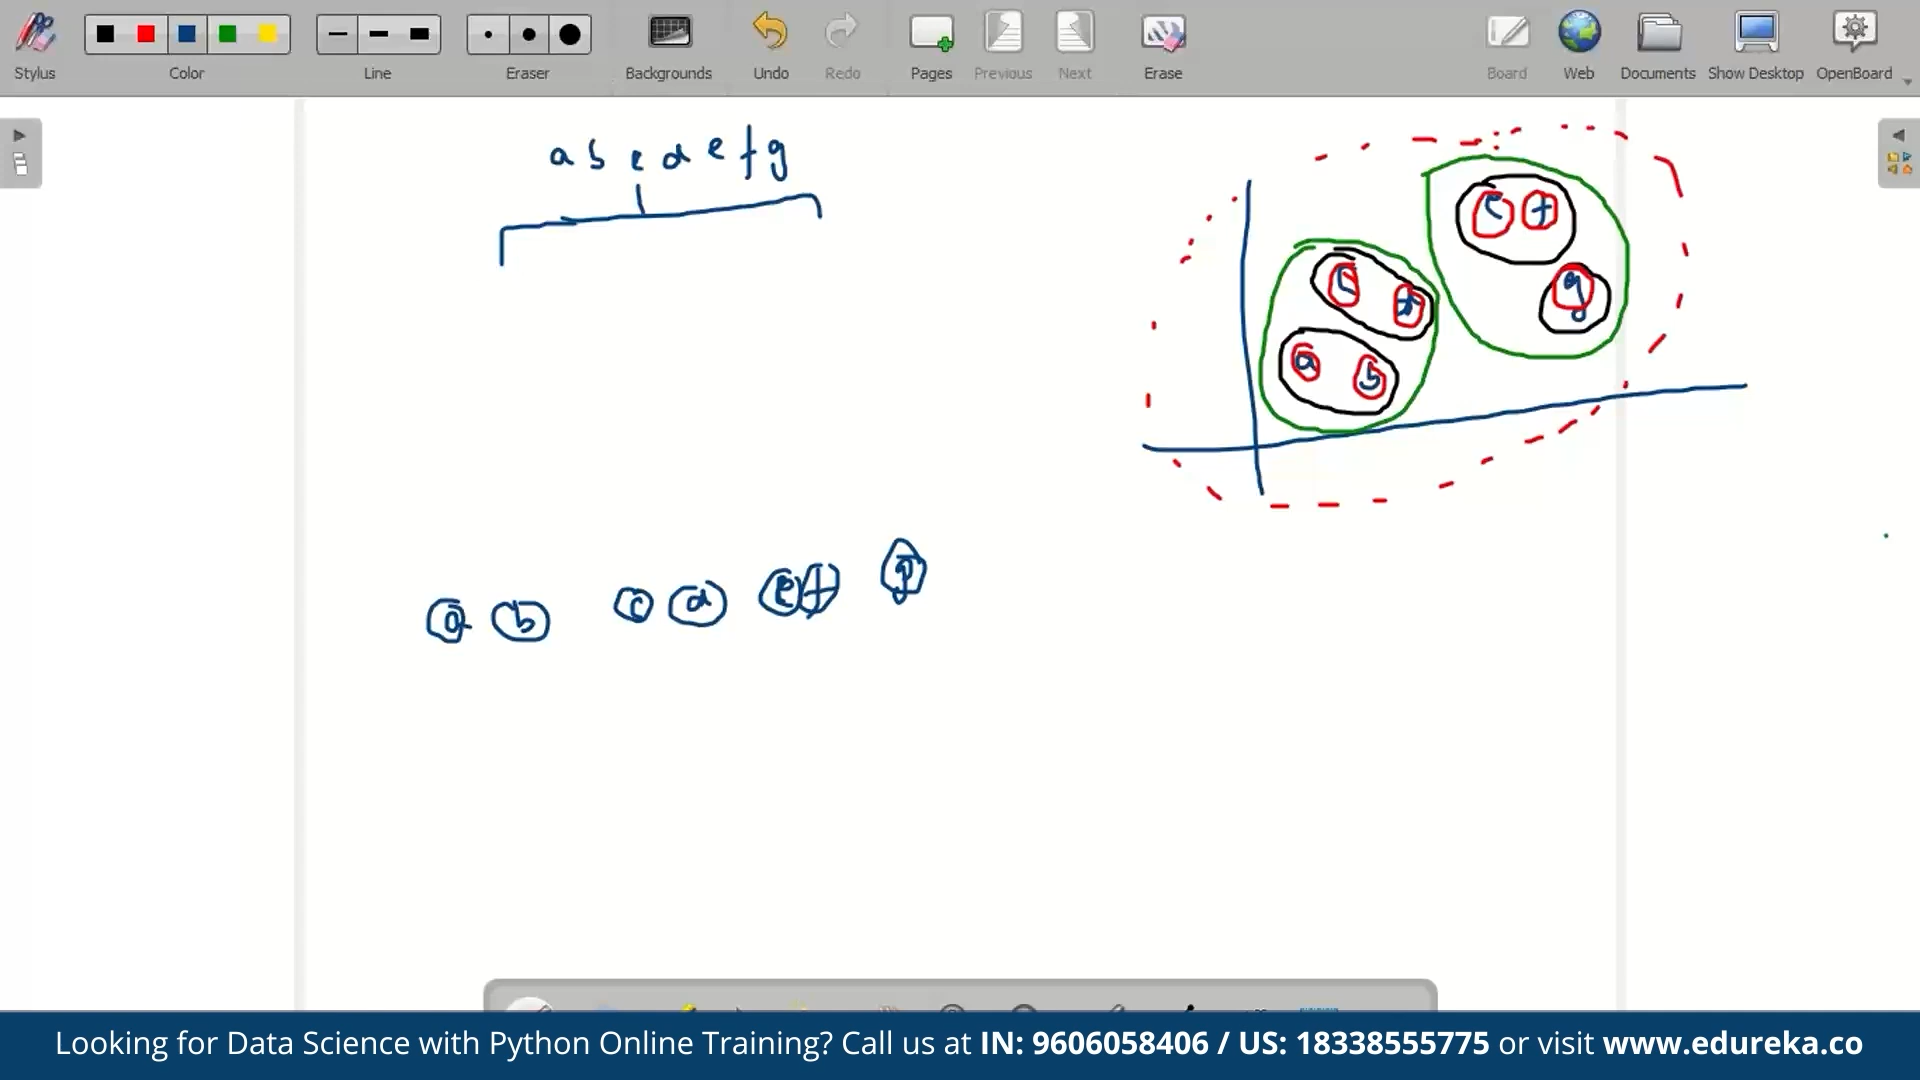 Stylus Color Line Eraser Backgrounds Undo Redo Pages Previous Next Erase Board Web Documents Show Desktop OpenBoard
a b c d e f g
e f
g
c d
a b
a b c d e f g
Looking for Data Science with Python Online Training? Call us at IN: 9606058406 / US: 18338555775 or visit www.edureka.co